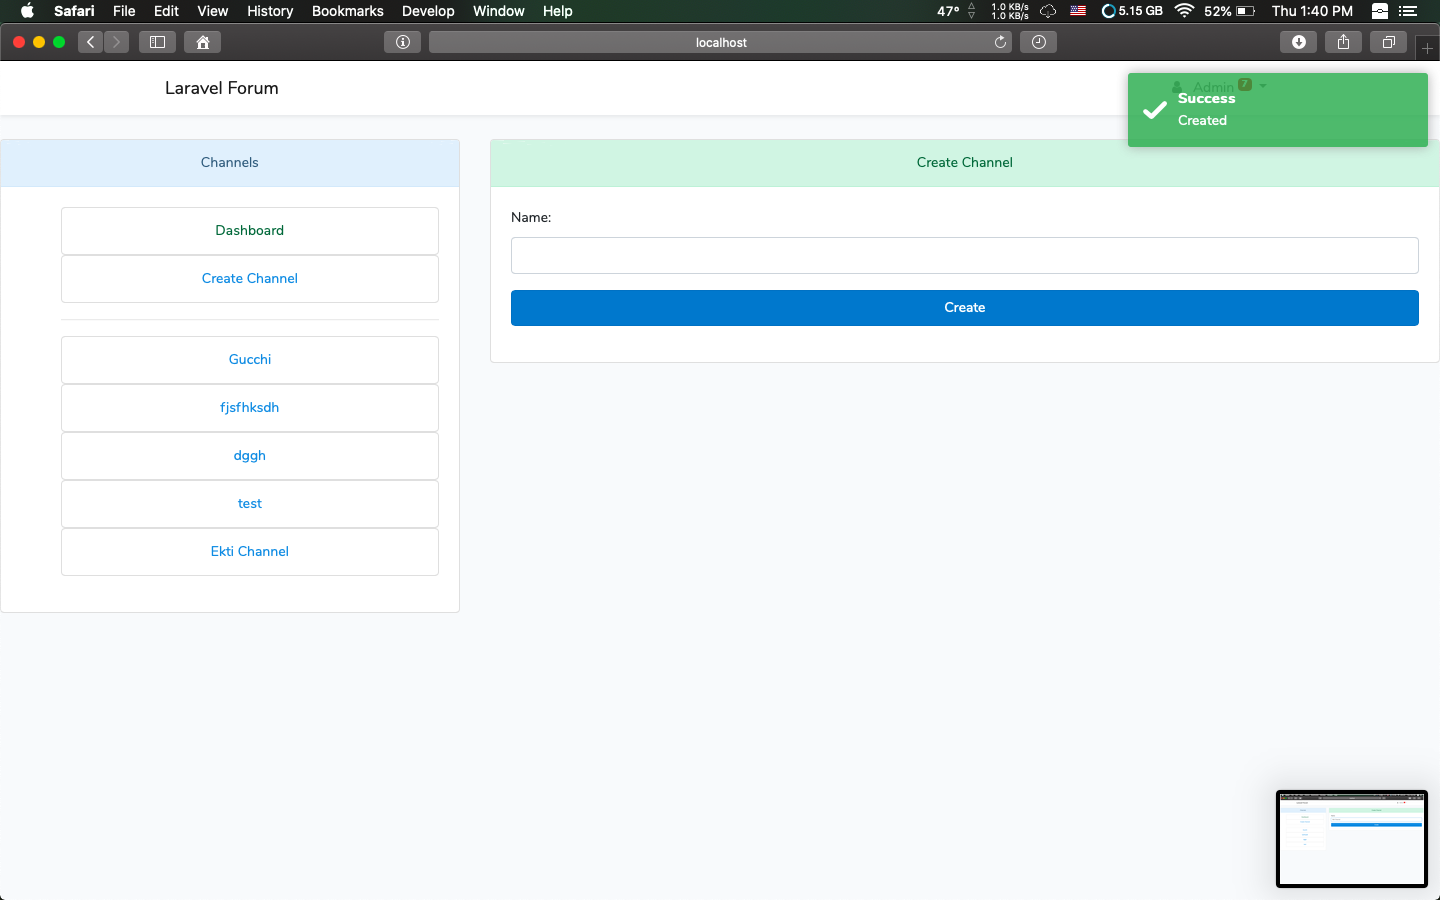 Safari File Edit View History Bookmarks Develop Window Help 47° 1.0 KB/s 5.15 GB 52% Thu 1:40 PM
1.0 KB/s
localhost
Laravel Forum
Admin 7
Success
Created
Channels
Create Channel
Dashboard
Create Channel
Name:
Create
Gucchi
fjsfhksdh
dggh
test
Ekti Channel